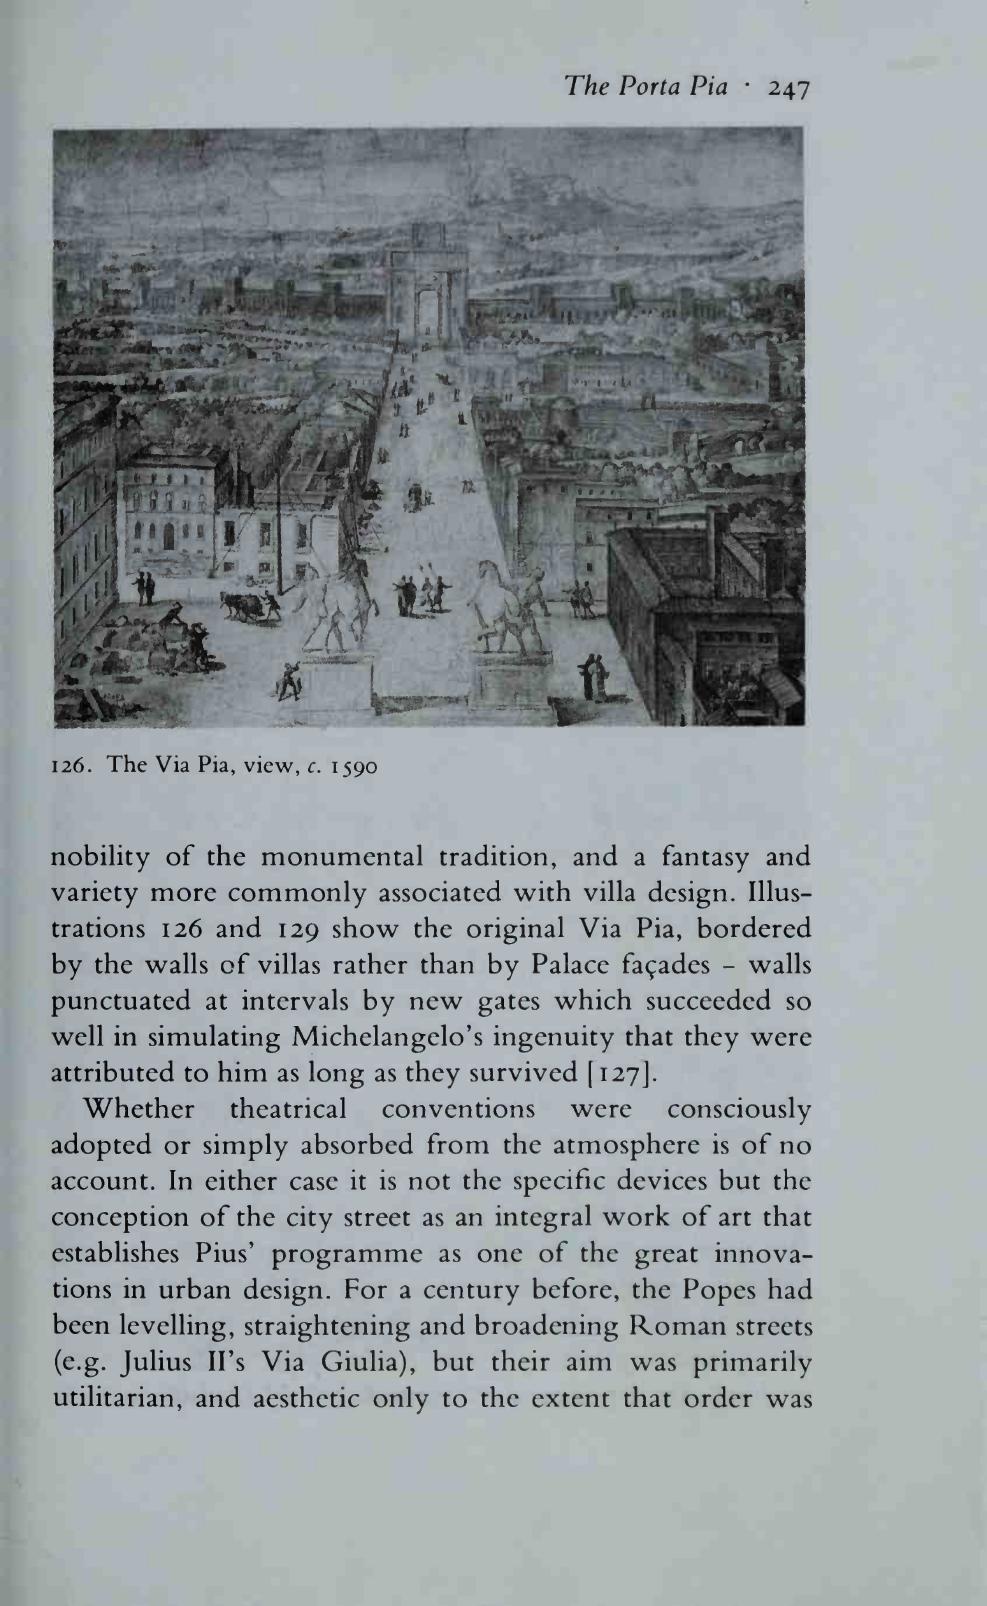 The Porta Pia · 247
126. The Via Pia, view, c. 1590
nobility of the monumental tradition, and a fantasy and
variety more commonly associated with villa design. Illus-
trations 126 and 129 show the original Via Pia, bordered
by the walls of villas rather than by Palace façades – walls
punctuated at intervals by new gates which succeeded so
well in simulating Michelangelo's ingenuity that they were
attributed to him as long as they survived [127].
Whether theatrical conventions were consciously
adopted or simply absorbed from the atmosphere is of no
account. In either case it is not the specific devices but the
conception of the city street as an integral work of art that
establishes Pius' programme as one of the great innova-
tions in urban design. For a century before, the Popes had
been levelling, straightening and broadening Roman streets
(e.g. Julius II's Via Giulia), but their aim was primarily
utilitarian, and aesthetic only to the extent that order was